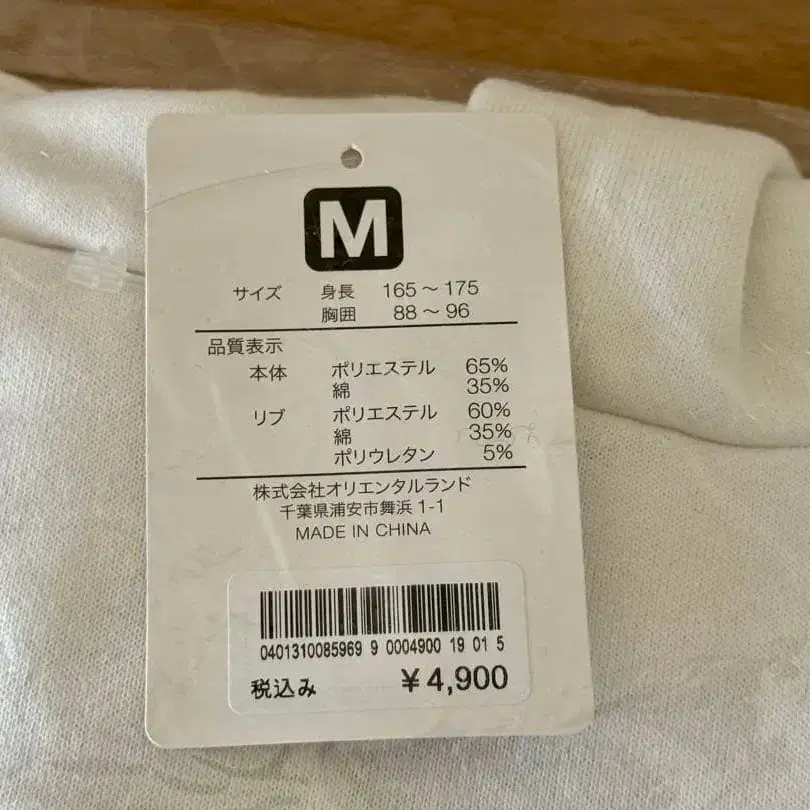 M
サイズ 身長 165～175
胸囲 88～96
品質表示
本体 ポリエステル 65%
綿 35%
リブ ポリエステル 60%
綿 35%
ポリウレタン 5%
株式会社オリエンタルランド
千葉県浦安市舞浜1-1
MADE IN CHINA
0401310085969 9 0004900 19 01 5
税込み ¥4,900